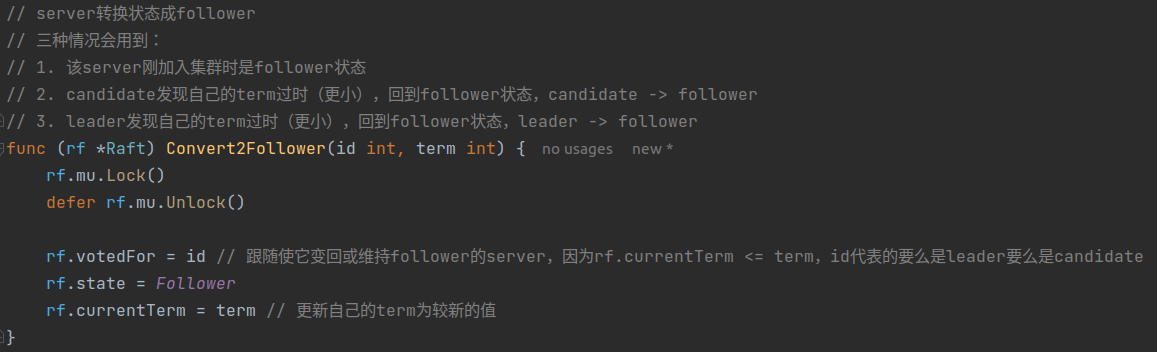 // server转换状态成follower
// 三种情况会用到：
// 1. 该server刚加入集群时是follower状态
// 2. candidate发现自己的term过时（更小），回到follower状态，candidate -> follower
// 3. leader发现自己的term过时（更小），回到follower状态，leader -> follower
func (rf *Raft) Convert2Follower(id int, term int) { no usages new *
    rf.mu.Lock()
    defer rf.mu.Unlock()

    rf.votedFor = id // 跟随使它变回或维持follower的server，因为rf.currentTerm <= term，id代表的要么是leader要么是candidate
    rf.state = Follower
    rf.currentTerm = term // 更新自己的term为较新的值
}